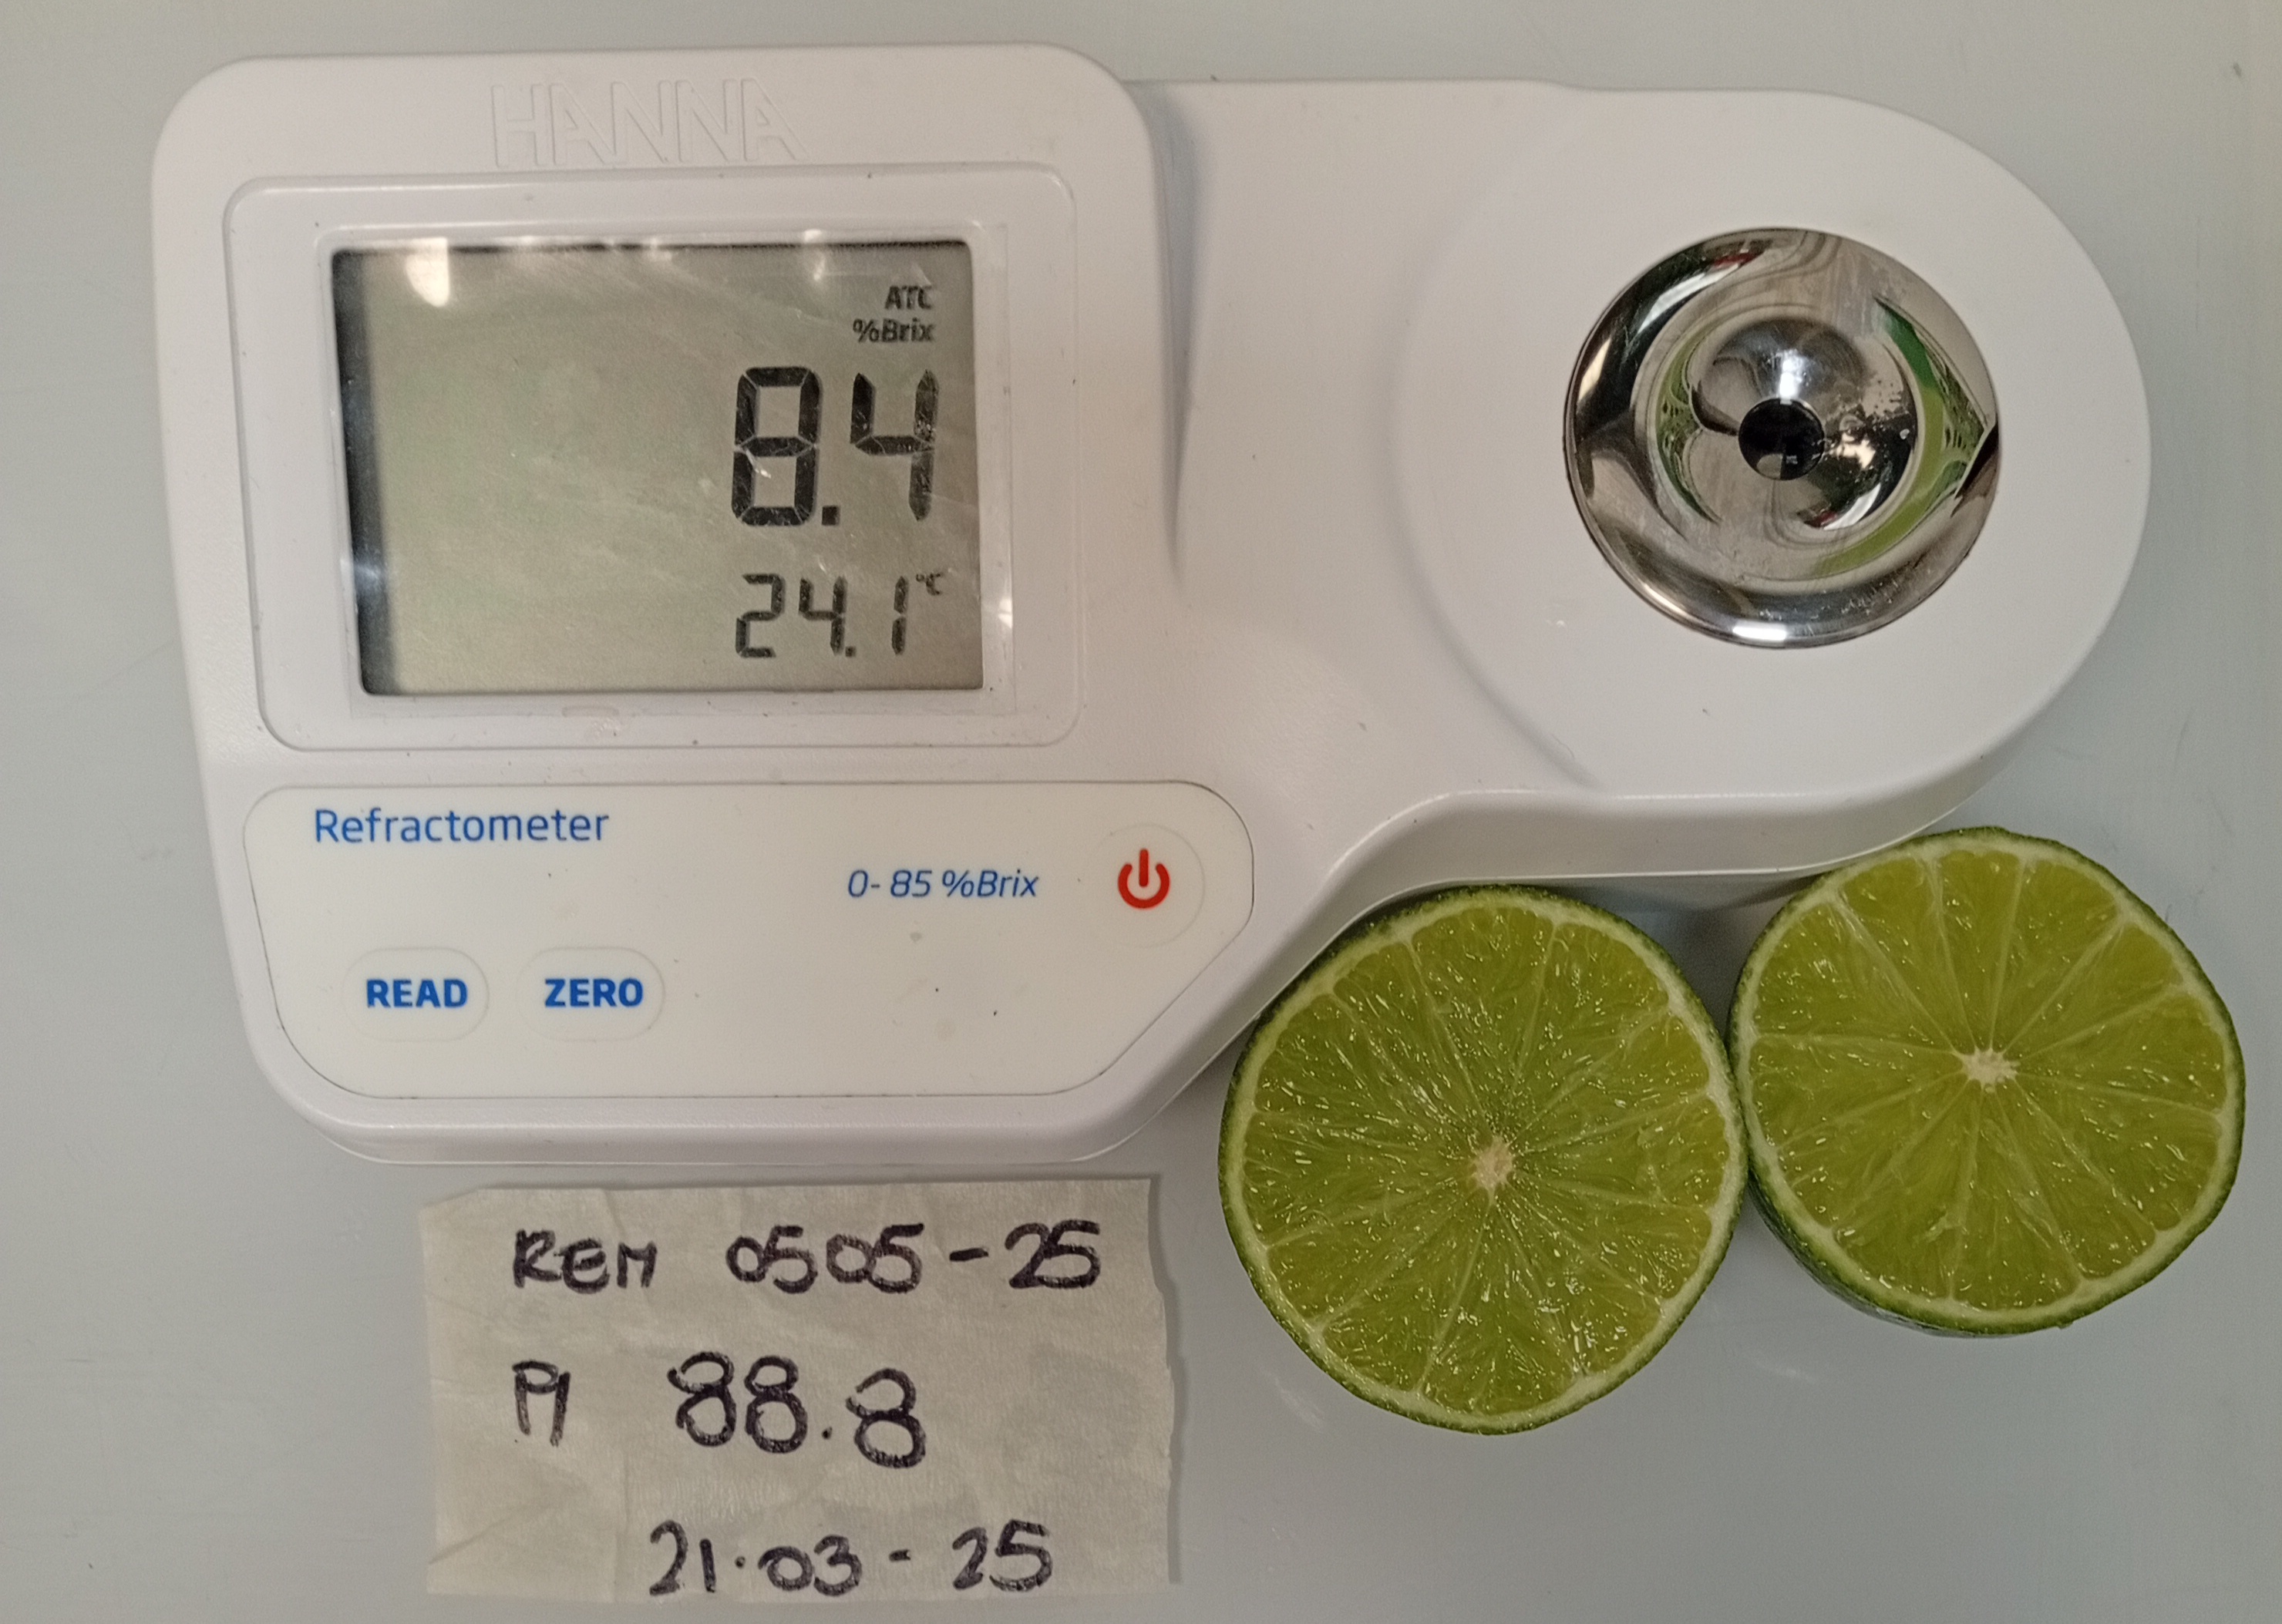 HANNA
ATC
%Brix
8.4
24.1°C
Refractometer
0-85 %Brix
READ ZERO
REM 0505-25
PI 88.8
21.03-25